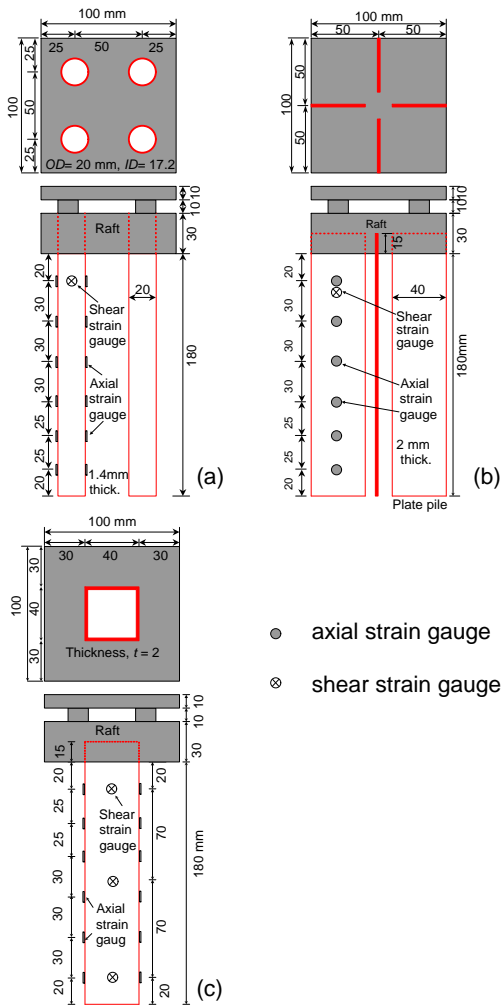 100 mm
25
50
25
25
50
25
100
OD= 20 mm, ID= 17.2
10
10
30
Raft
20
30
30
30
25
25
20
20
180
Shear
strain
gauge
Axial
strain
gauge
1.4mm
thick.
(a)
100 mm
50
50
50
50
100
10
10
30
Raft
15
20
30
30
30
25
25
20
40
180mm
Shear
strain
gauge
Axial
strain
gauge
2 mm
thick.
Plate pile
(b)
100 mm
30
40
30
30
40
30
100
Thickness, t = 2
10
10
30
Raft
15
20
25
25
30
30
20
20
70
70
20
180 mm
Shear
strain
gauge
Axial
strain
gaug
(c)
axial strain gauge
shear strain gauge